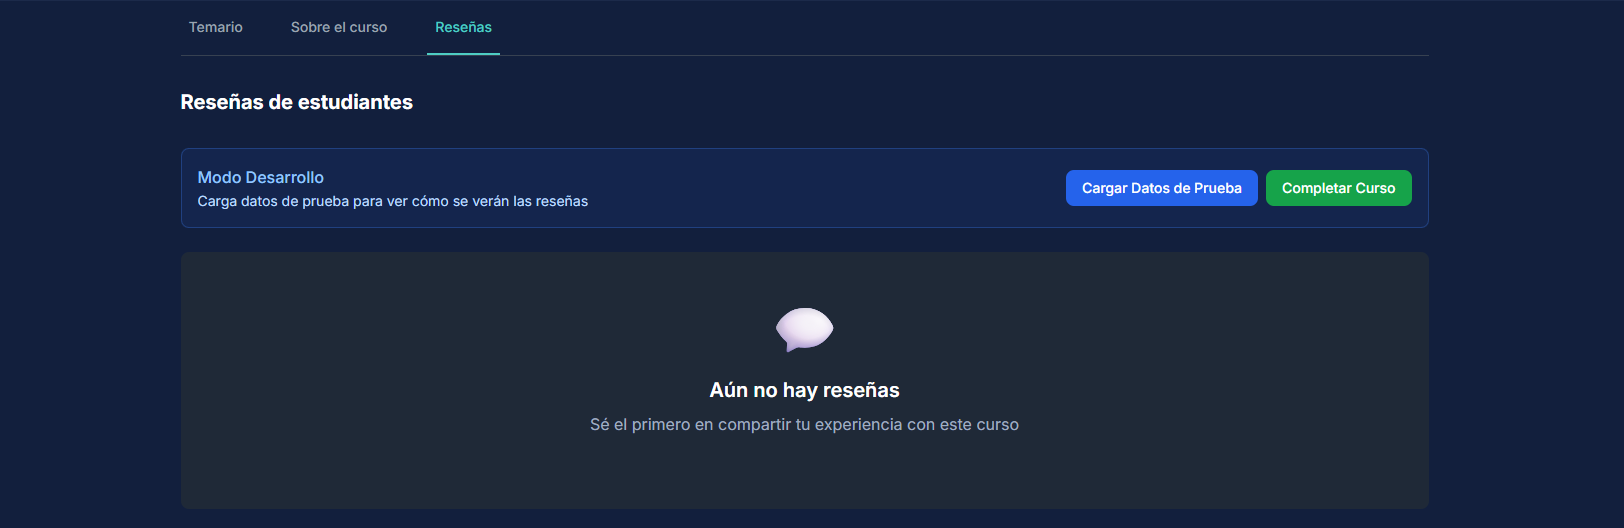 Temario
Sobre el curso
Reseñas
Reseñas de estudiantes
Modo Desarrollo
Carga datos de prueba para ver cómo se verán las reseñas
Cargar Datos de Prueba
Completar Curso
Aún no hay reseñas
Sé el primero en compartir tu experiencia con este curso